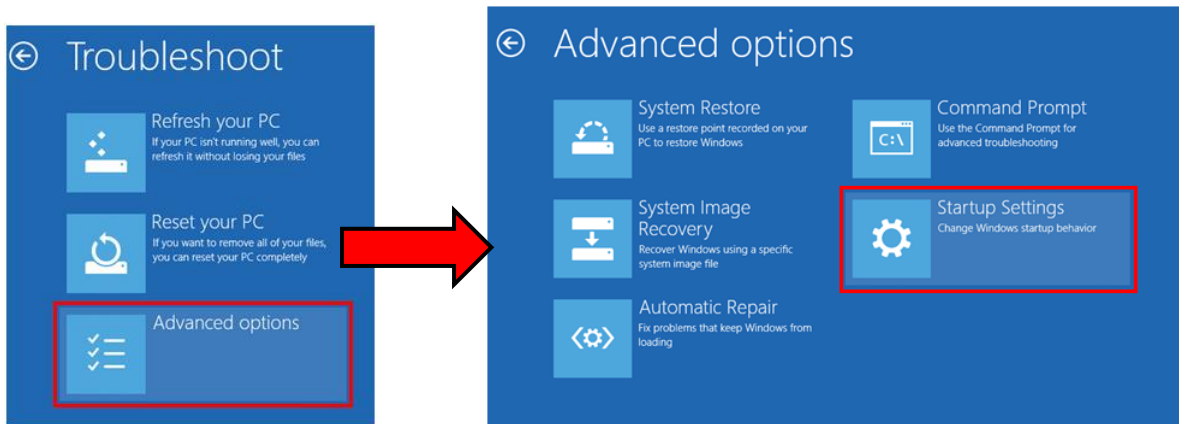 Troubleshoot
Refresh your PC
If your PC isn't running well, you can
refresh it without losing your files
Reset your PC
If you want to remove all of your files,
you can reset your PC completely
Advanced options
Advanced options
System Restore
Use a restore point recorded on your
PC to restore Windows
System Image
Recovery
Recover Windows using a specific
system image file
Automatic Repair
Fix problems that keep Windows from
loading
C:\
Command Prompt
Use the Command Prompt for
advanced troubleshooting
Startup Settings
Change Windows startup behavior